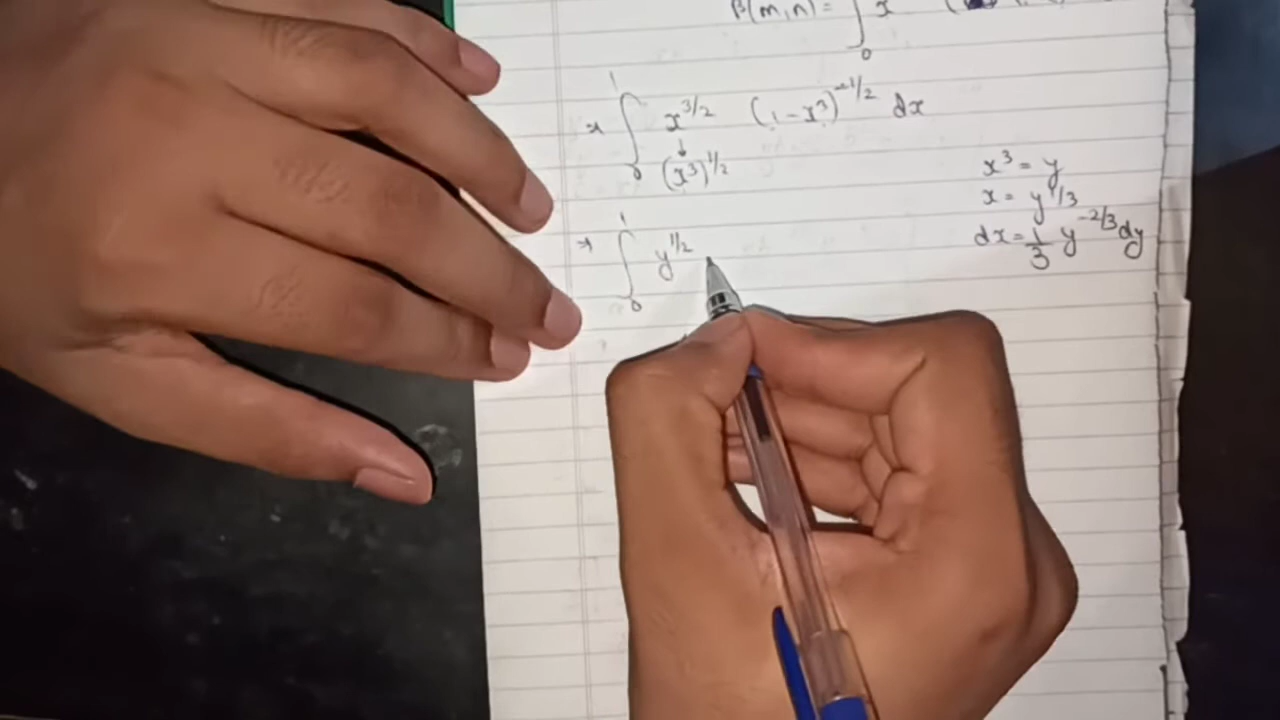 β(m,n) = ∫₀ x
⇒ ∫₀¹ x^{3/2} (1-x³)^{-1/2} dx
↓
(x³)^{1/2}
x³ = y
x = y^{1/3}
dx = 1/3 y^{-2/3} dy
⇒ ∫₀¹ y^{1/2}